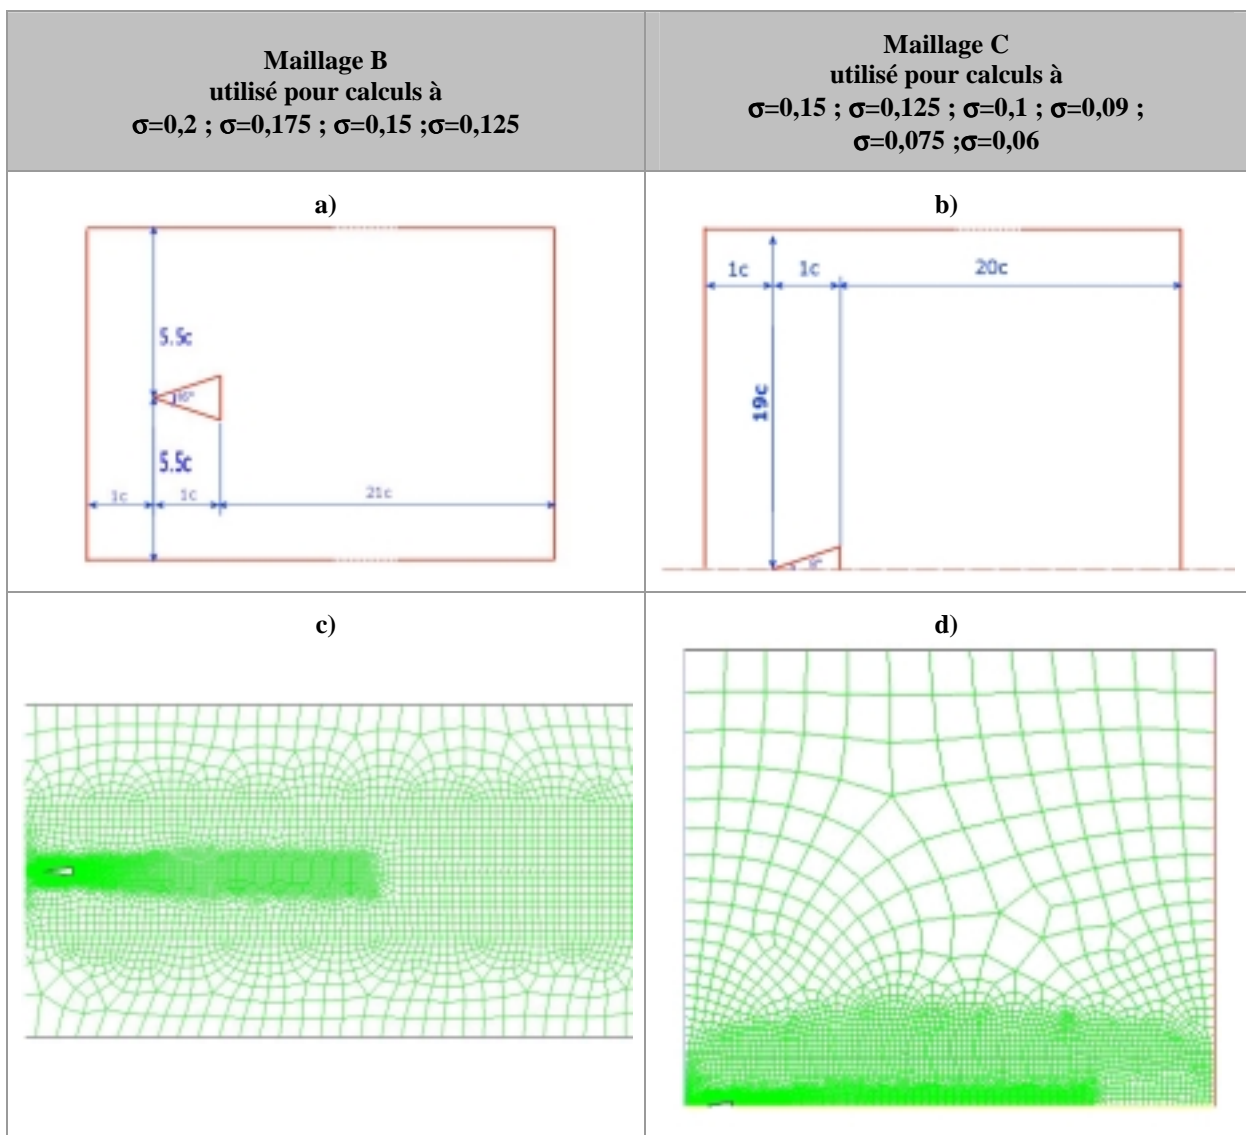 Maillage B
utilisé pour calculs à
σ=0,2 ; σ=0,175 ; σ=0,15 ;σ=0,125
Maillage C
utilisé pour calculs à
σ=0,15 ; σ=0,125 ; σ=0,1 ; σ=0,09 ;
σ=0,075 ;σ=0,06
a)
5.5c
5.5c
1c
1c
21c
b)
1c
1c
20c
19c
c)
d)